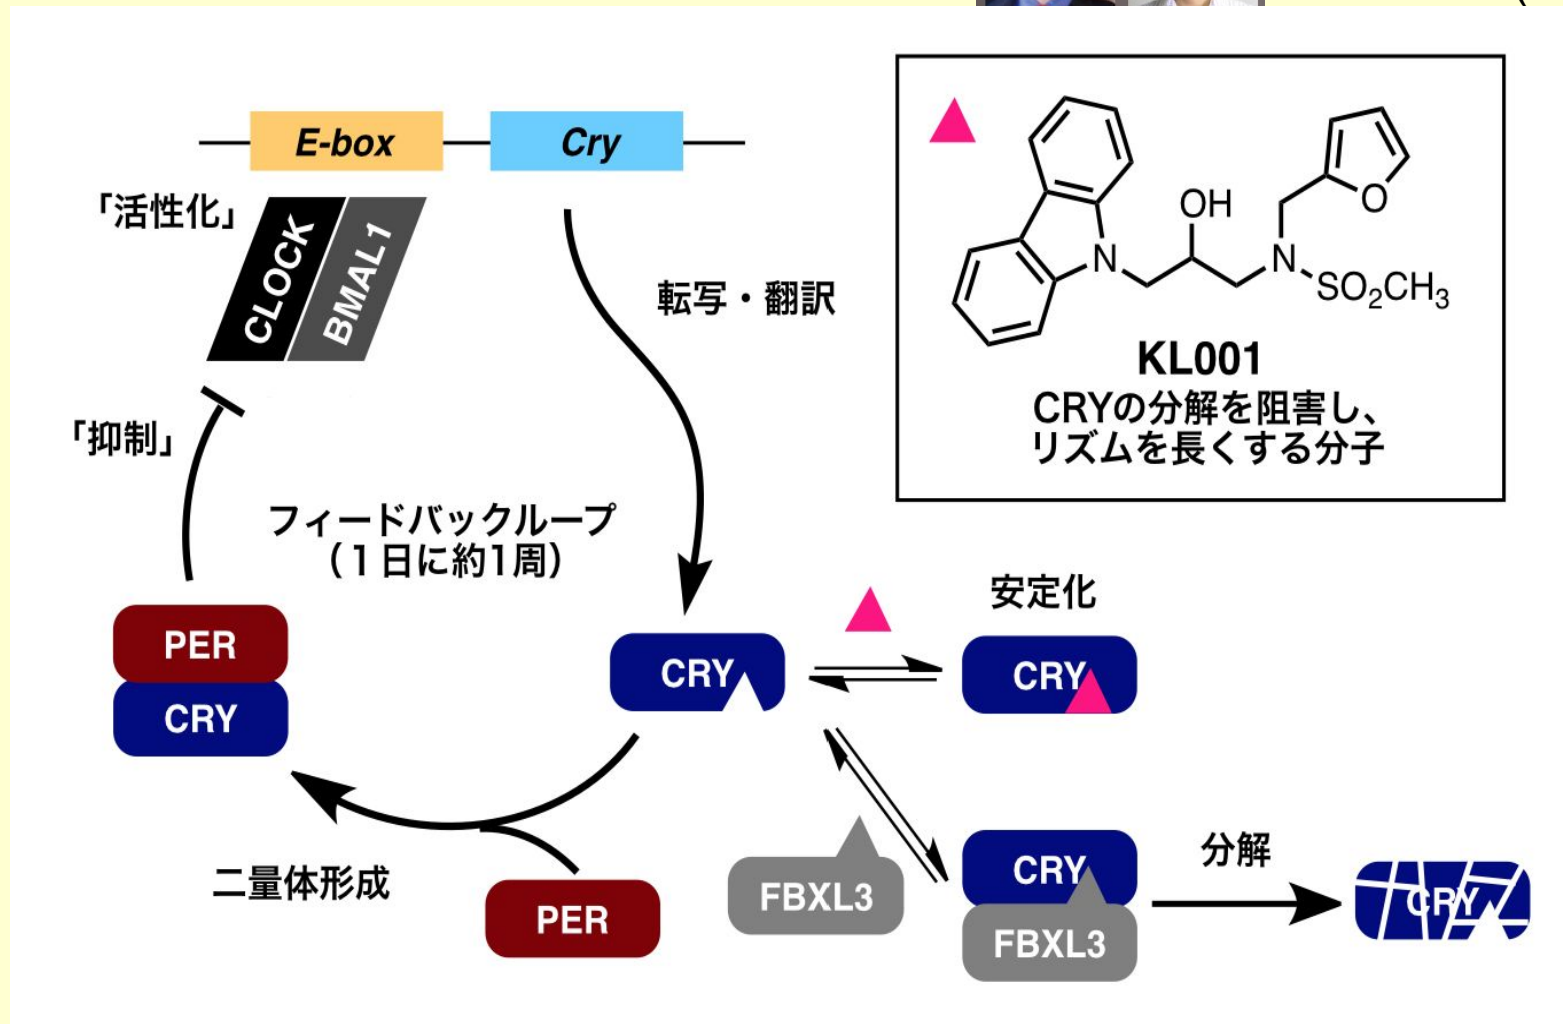 E-box
Cry
「活性化」
CLOCK
BMAL1
転写・翻訳
「抑制」
フィードバックループ
（１日に約1周）
PER
CRY
二量体形成
PER
CRY
安定化
CRY
FBXL3
CRY
FBXL3
分解
CRY
OH
N
N
O
SO2CH3
KL001
CRYの分解を阻害し、
リズムを長くする分子